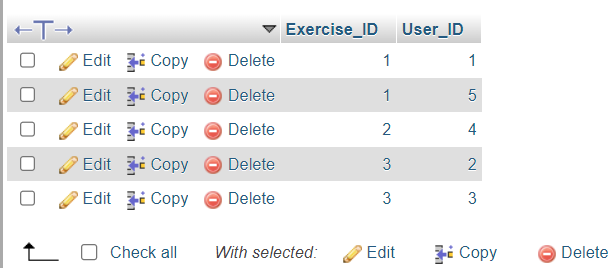 Exercise_ID User_ID
Edit Copy Delete 1 1
Edit Copy Delete 1 5
Edit Copy Delete 2 4
Edit Copy Delete 3 2
Edit Copy Delete 3 3
Check all With selected: Edit Copy Delete